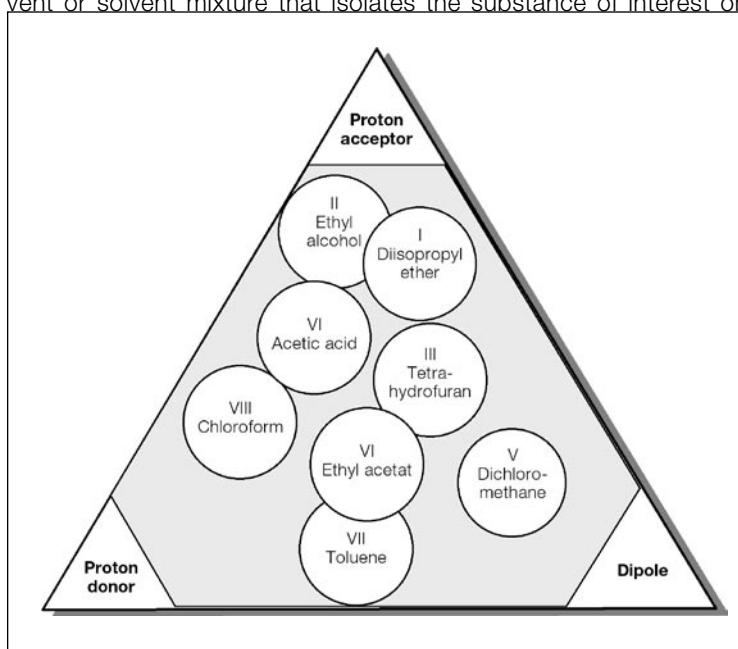 vent or solvent mixture that isolates the substance of interest or
Proton
acceptor
II
Ethyl
alcohol
I
Diisopropyl
ether
VI
Acetic acid
III
Tetra-
hydrofuran
VIII
Chloroform
VI
Ethyl acetat
V
Dichloro-
methane
VII
Toluene
Proton
donor
Dipole